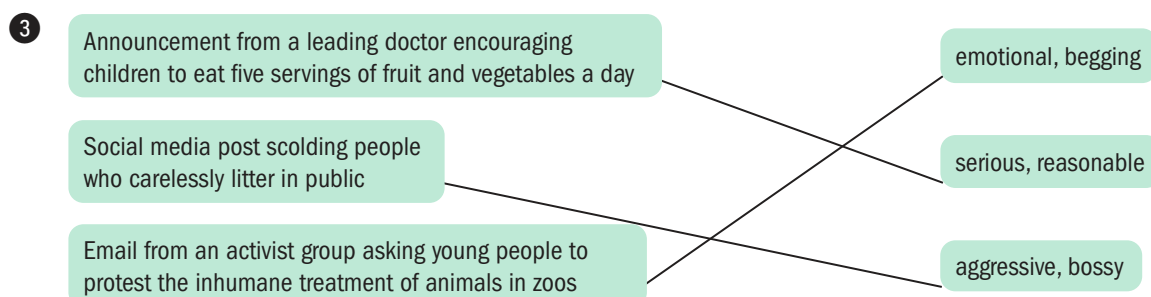 3
Announcement from a leading doctor encouraging
children to eat five servings of fruit and vegetables a day
emotional, begging
Social media post scolding people
who carelessly litter in public
serious, reasonable
Email from an activist group asking young people to
protest the inhumane treatment of animals in zoos
aggressive, bossy